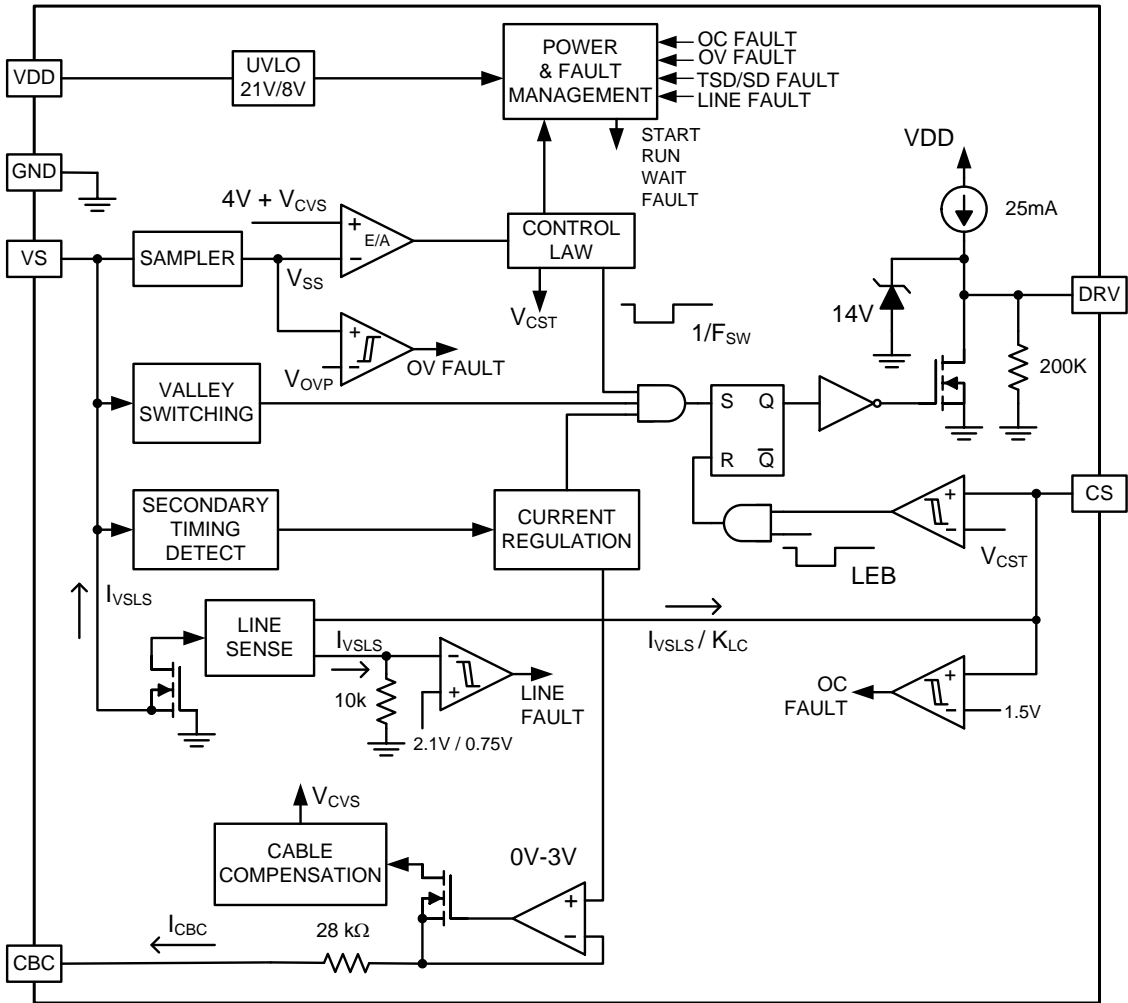 VDD
UVLO
21V/8V
POWER
& FAULT
MANAGEMENT
OC FAULT
OV FAULT
TSD/SD FAULT
LINE FAULT
START
RUN
WAIT
FAULT
GND
4V + VCVS
+
E/A
−
CONTROL
LAW
VDD
25mA
VS
SAMPLER
VSS
VCST
1/FSW
14V
DRV
200K
+
−
VOVP
OV FAULT
VALLEY
SWITCHING
S Q
R Q̅
SECONDARY
TIMING
DETECT
CURRENT
REGULATION
LEB
+
−
VCST
CS
IVSLS
LINE
SENSE
IVSLS
10k
−
+
2.1V / 0.75V
LINE
FAULT
IVSLS / KLC
OC
FAULT
+
−
1.5V
VCVS
CABLE
COMPENSATION
0V-3V
+
−
ICBC
28 kΩ
CBC